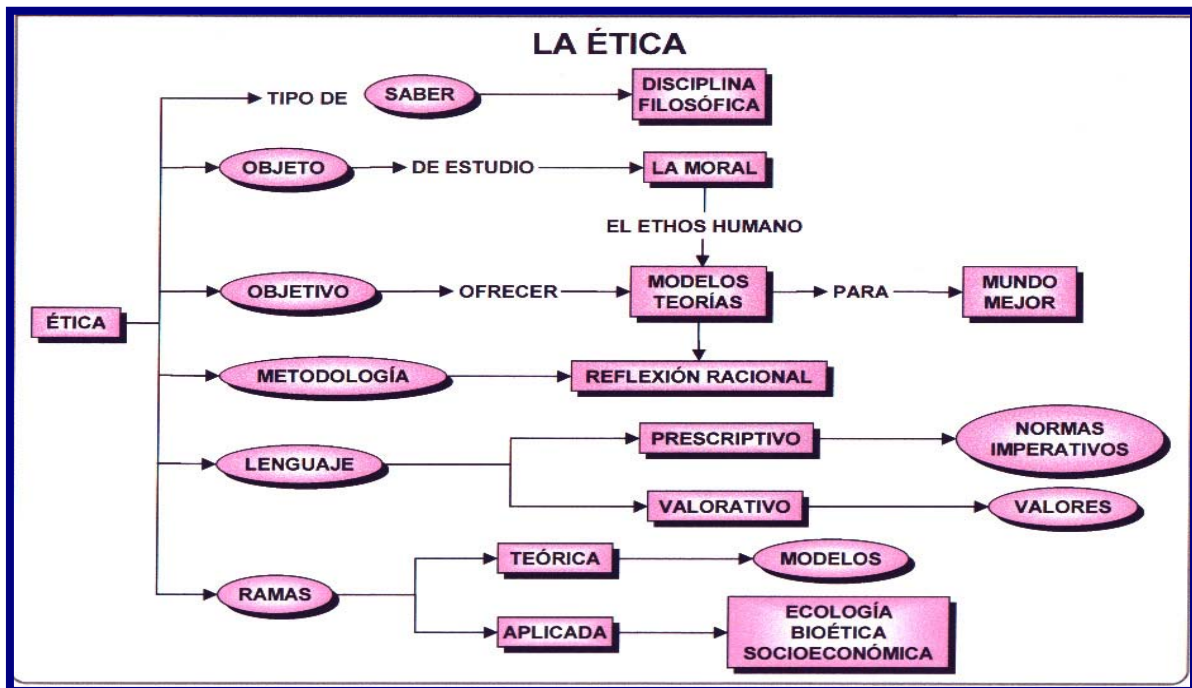 LA ÉTICA
TIPO DE
SABER
DISCIPLINA
FILOSÓFICA
OBJETO
DE ESTUDIO
LA MORAL
EL ETHOS HUMANO
OBJETIVO
OFRECER
MODELOS
TEORÍAS
PARA
MUNDO
MEJOR
ÉTICA
METODOLOGÍA
REFLEXIÓN RACIONAL
LENGUAJE
PRESCRIPTIVO
NORMAS
IMPERATIVOS
VALORATIVO
VALORES
RAMAS
TEÓRICA
MODELOS
APLICADA
ECOLOGÍA
BIOÉTICA
SOCIOECONÓMICA